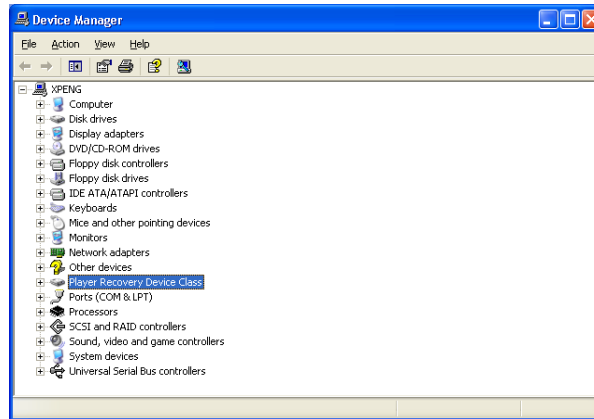 Device Manager
File Action View Help
XPENG
Computer
Disk drives
Display adapters
DVD/CD-ROM drives
Floppy disk controllers
Floppy disk drives
IDE ATA/ATAPI controllers
Keyboards
Mice and other pointing devices
Monitors
Network adapters
Other devices
Player Recovery Device Class
Ports (COM & LPT)
Processors
SCSI and RAID controllers
Sound, video and game controllers
System devices
Universal Serial Bus controllers